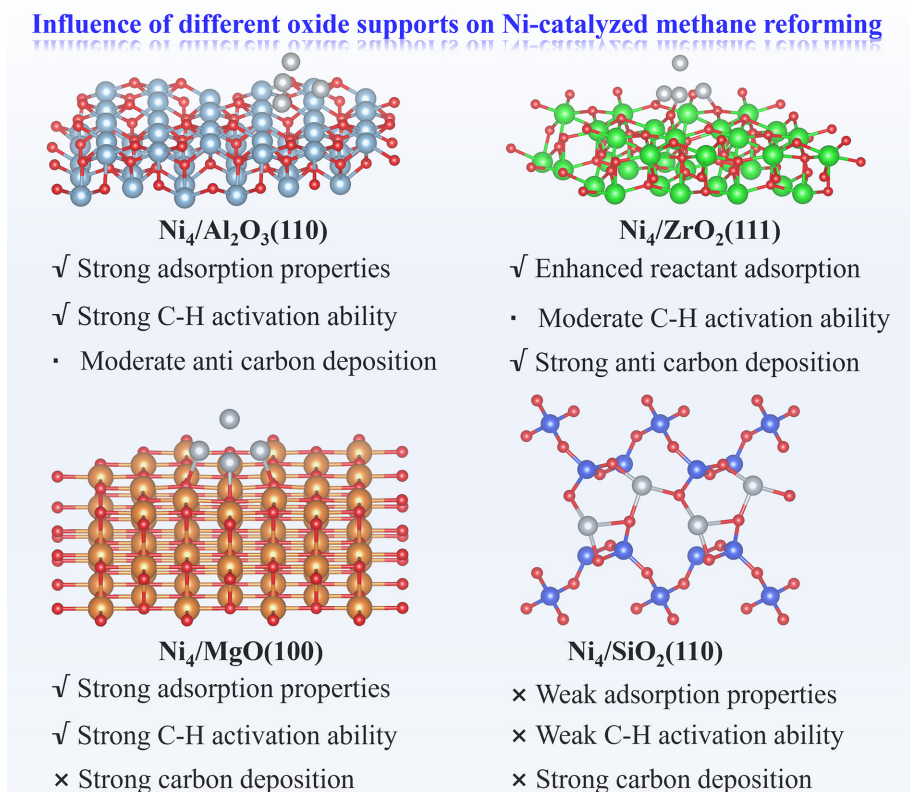 Influence of different oxide supports on Ni-catalyzed methane reforming
Ni₄/Al₂O₃(110)
√ Strong adsorption properties
√ Strong C-H activation ability
· Moderate anti carbon deposition
Ni₄/ZrO₂(111)
√ Enhanced reactant adsorption
· Moderate C-H activation ability
√ Strong anti carbon deposition
Ni₄/MgO(100)
√ Strong adsorption properties
√ Strong C-H activation ability
× Strong carbon deposition
Ni₄/SiO₂(110)
× Weak adsorption properties
× Weak C-H activation ability
× Strong carbon deposition